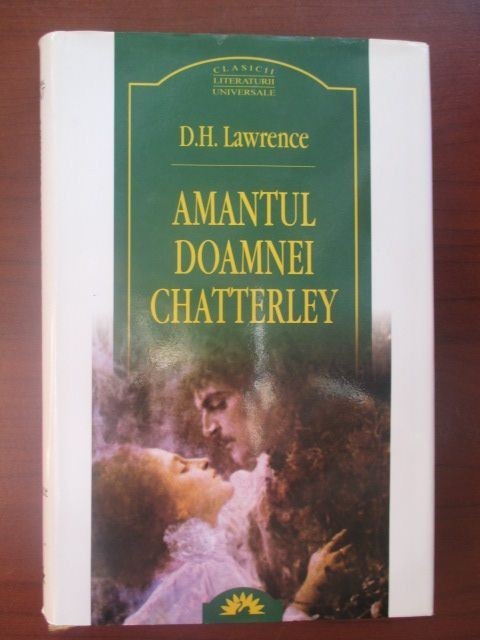 CLASICII
LITERATURII
UNIVERSALE
D.H. Lawrence
AMANTUL
DOAMNEI
CHATTERLEY